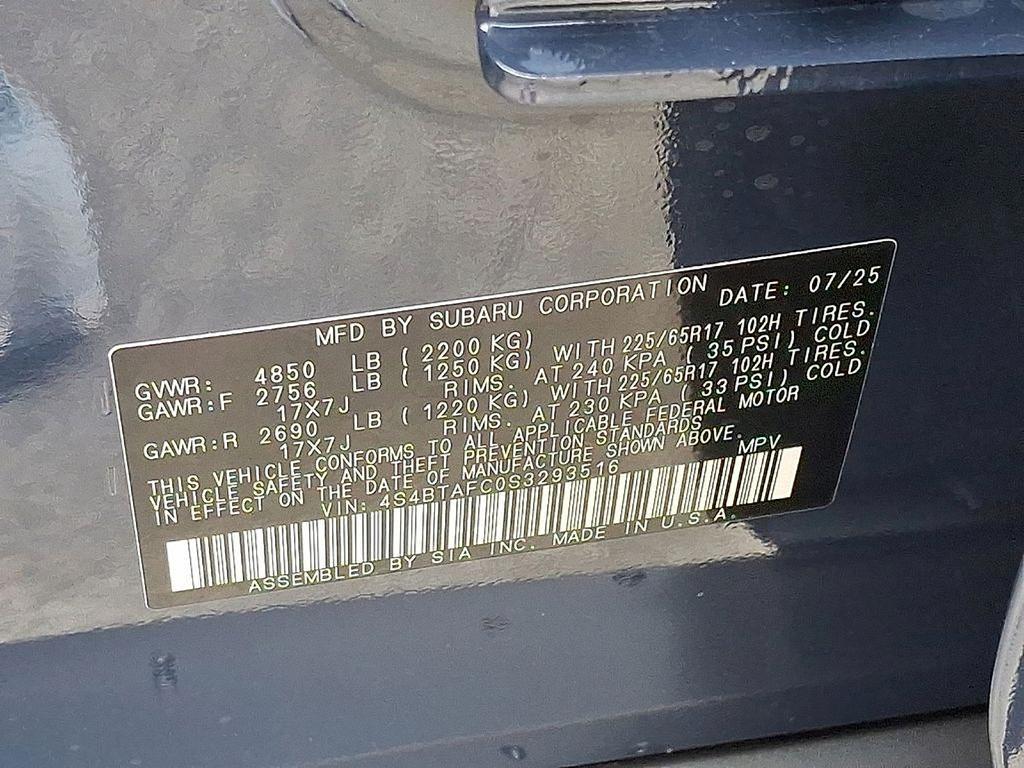 MFD BY SUBARU CORPORATION DATE: 07/25
GVWR: 4850 LB ( 2200 KG)
GAWR:F 2756 LB ( 1250 KG) WITH 225/65R17 102H TIRES.
17X7J RIMS. AT 240 KPA ( 35 PSI) COLD
GAWR:R 2690 LB ( 1220 KG) WITH 225/65R17 102H TIRES.
17X7J RIMS. AT 230 KPA ( 33 PSI) COLD
THIS VEHICLE CONFORMS TO ALL APPLICABLE FEDERAL MOTOR
VEHICLE SAFETY AND THEFT PREVENTION STANDARDS
IN EFFECT ON THE DATE OF MANUFACTURE SHOWN ABOVE.
VIN: 4S4BTAFC0S3293516 MPV
ASSEMBLED BY SIA INC. MADE IN U.S.A.